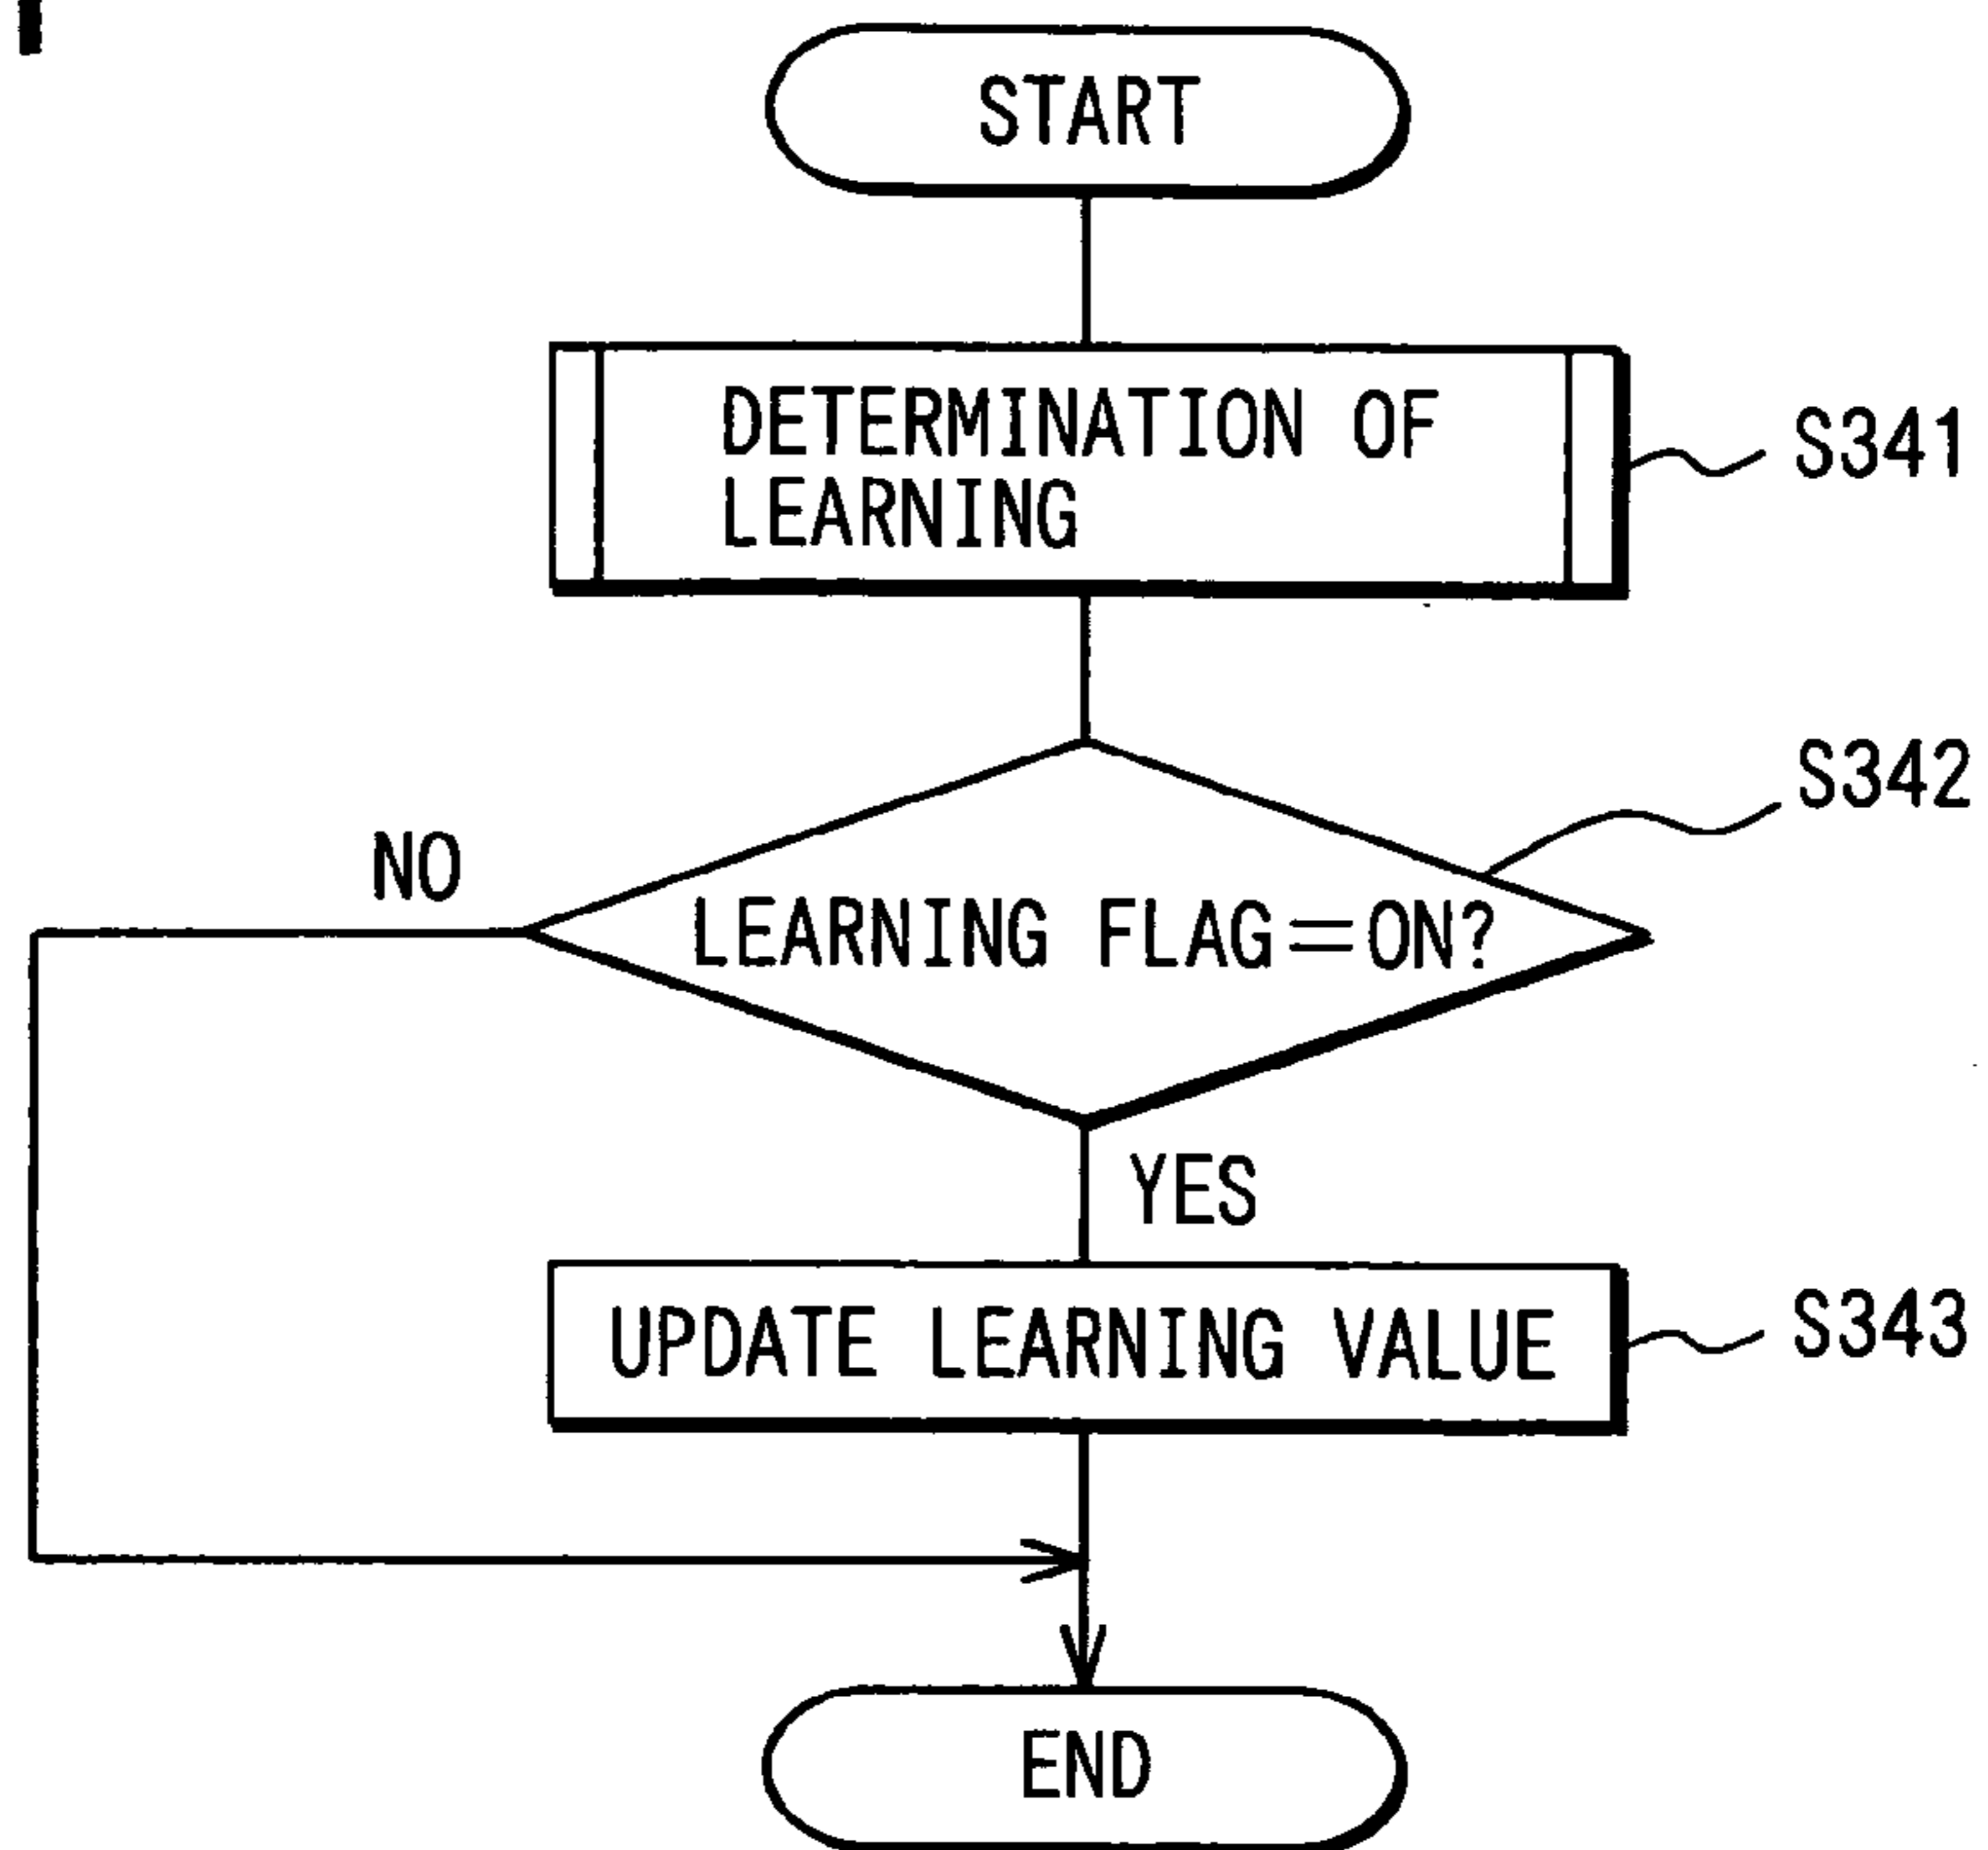 START
DETERMINATION OF
LEARNING
S341
S342
NO
LEARNING FLAG=ON?
YES
UPDATE LEARNING VALUE
S343
END